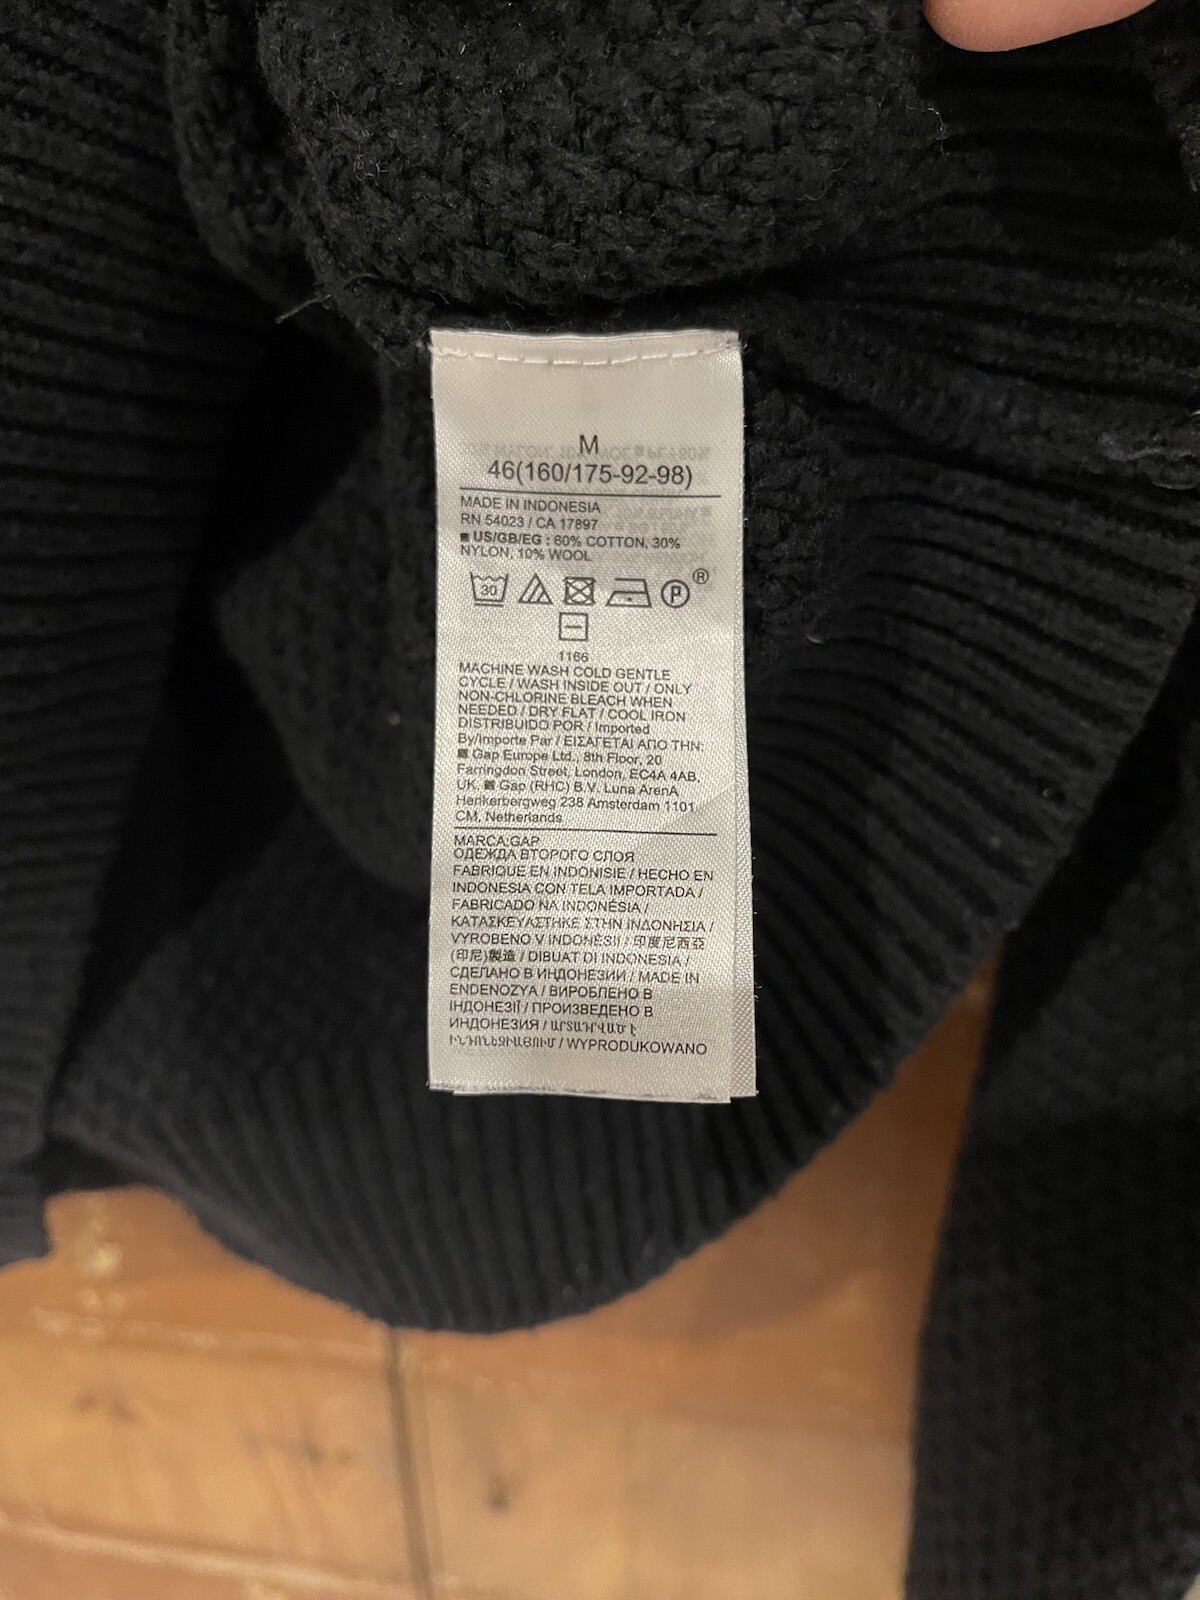 M
46(160/175-92-98)
MADE IN INDONESIA
RN 54023 / CA 17897
■ US/GB/EG : 60% COTTON, 30%
NYLON, 10% WOOL
30
P ®
1166
MACHINE WASH COLD GENTLE
CYCLE / WASH INSIDE OUT / ONLY
NON-CHLORINE BLEACH WHEN
NEEDED / DRY FLAT / COOL IRON
DISTRIBUIDO POR / Imported
By/Importe Par / ΕΙΣΑΓΕΤΑΙ ΑΠΟ ΤΗΝ:
■ Gap Europe Ltd., 8th Floor, 20
Farringdon Street, London, EC4A 4AB,
UK. ■ Gap (RHC) B.V. Luna ArenA
Henkerbergweg 238 Amsterdam 1101
CM, Netherlands
MARCA:GAP
ОДЕЖДА ВТОРОГО СЛОЯ
FABRIQUE EN INDONISIE / HECHO EN
INDONESIA CON TELA IMPORTADA /
FABRICADO NA INDONÉSIA /
ΚΑΤΑΣΚΕΥΑΣΤΗΚΕ ΣΤΗΝ ΙΝΔΟΝΗΣΙΑ /
VYROBENO V INDONÉSII / 印度尼西亞
(印尼)製造 / DIBUAT DI INDONESIA /
СДЕЛАНО В ИНДОНЕЗИИ / MADE IN
ENDENOZYA / ВИРОБЛЕНО В
ІНДОНЕЗІЇ / ПРОИЗВЕДЕНО В
ИНДОНЕЗИЯ / ԱՐՏԱԴՐՎԱԾ Է
ԻՆԴՈՆԵԶԻԱՅՈՒՄ / WYPRODUKOWANO